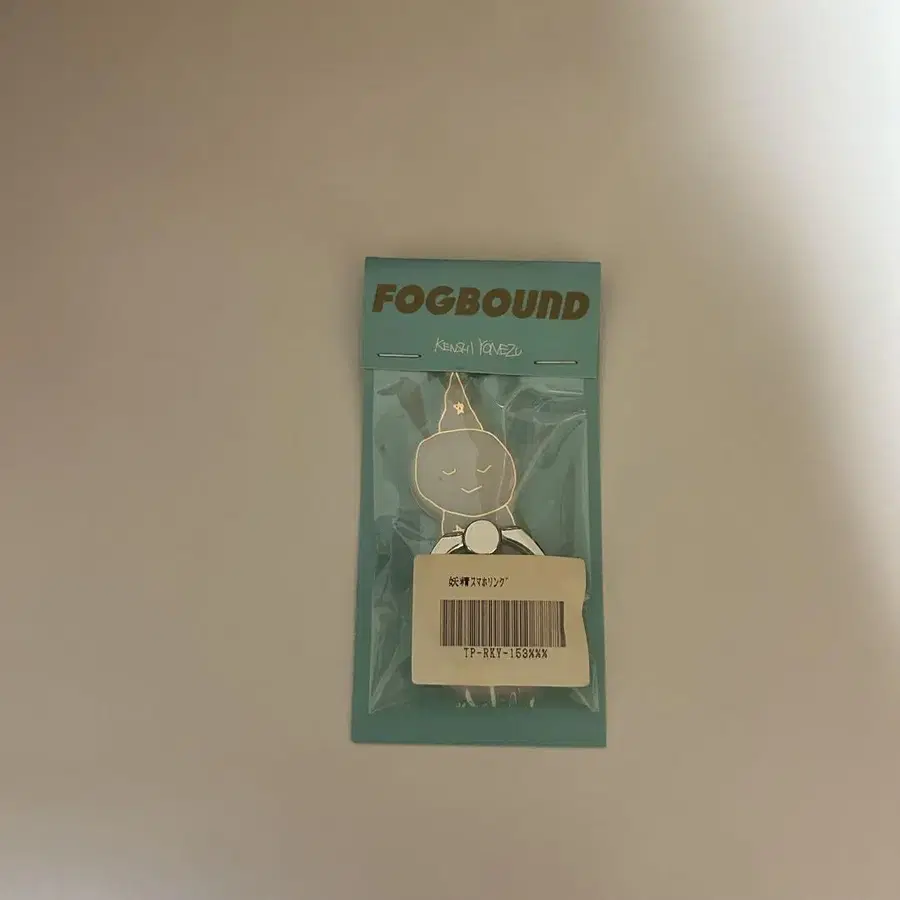 FOGBOUND
KENSHI YONEZU
妖精ｽﾏﾎﾘﾝｸﾞ
TP-RKY-153%%%